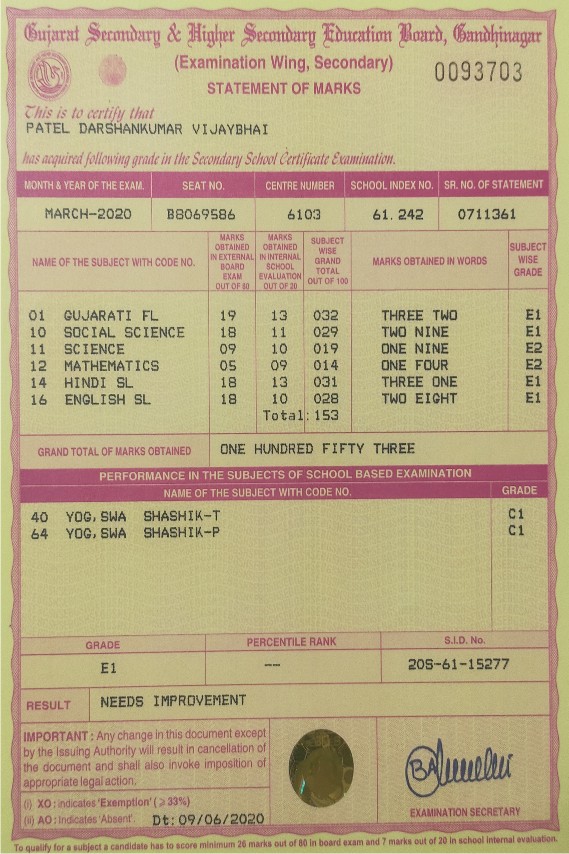 Gujarat Secondary & Higher Secondary Education Board, Gandhinagar
(Examination Wing, Secondary)
0093703
STATEMENT OF MARKS
This is to certify that
PATEL DARSHANKUMAR VIJAYBHAI
has acquired following grade in the Secondary School Certificate Examination.
MONTH & YEAR OF THE EXAM. SEAT NO. CENTRE NUMBER SCHOOL INDEX NO. SR. NO. OF STATEMENT
MARCH-2020 B8069586 6103 61.242 0711361
NAME OF THE SUBJECT WITH CODE NO. MARKS OBTAINED IN EXTERNAL BOARD EXAM OUT OF 80 MARKS OBTAINED IN INTERNAL SCHOOL EVALUATION OUT OF 20 SUBJECT WISE GRAND TOTAL OUT OF 100 MARKS OBTAINED IN WORDS SUBJECT WISE GRADE
01 GUJARATI FL 19 13 032 THREE TWO E1
10 SOCIAL SCIENCE 18 11 029 TWO NINE E1
11 SCIENCE 09 10 019 ONE NINE E2
12 MATHEMATICS 05 09 014 ONE FOUR E2
14 HINDI SL 18 13 031 THREE ONE E1
16 ENGLISH SL 18 10 028 TWO EIGHT E1
Total: 153
GRAND TOTAL OF MARKS OBTAINED ONE HUNDRED FIFTY THREE
PERFORMANCE IN THE SUBJECTS OF SCHOOL BASED EXAMINATION
NAME OF THE SUBJECT WITH CODE NO. GRADE
40 YOG,SWA SHASHIK-T C1
64 YOG,SWA SHASHIK-P C1
GRADE PERCENTILE RANK S.I.D. No.
E1 -- 20S-61-15277
RESULT NEEDS IMPROVEMENT
IMPORTANT : Any change in this document except
by the Issuing Authority will result in cancellation of
the document and shall also invoke imposition of
appropriate legal action.
(i) XO : indicates 'Exemption' (⩾ 33%)
(ii) AO : Indicates 'Absent'. Dt: 09/06/2020
EXAMINATION SECRETARY
To qualify for a subject a candidate has to score minimum 26 marks out of 80 in board exam and 7 marks out of 20 in school internal evaluation.